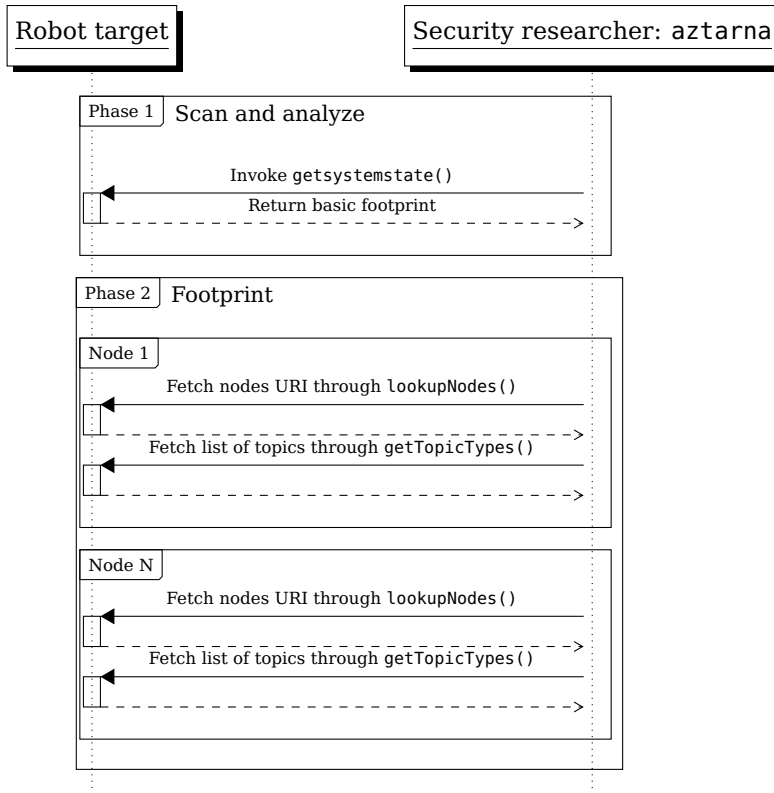 Robot target
Security researcher: aztarna
Phase 1
Scan and analyze
Invoke getsystemstate()
Return basic footprint
Phase 2
Footprint
Node 1
Fetch nodes URI through lookupNodes()
Fetch list of topics through getTopicTypes()
Node N
Fetch nodes URI through lookupNodes()
Fetch list of topics through getTopicTypes()